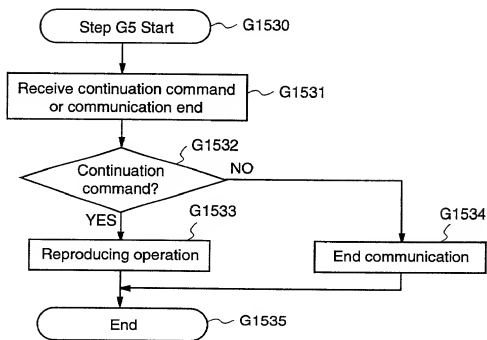 Step G5 Start
G1530
Receive continuation command
or communication end
G1531
G1532
Continuation
command?
NO
YES
G1533
G1534
Reproducing operation
End communication
End
G1535